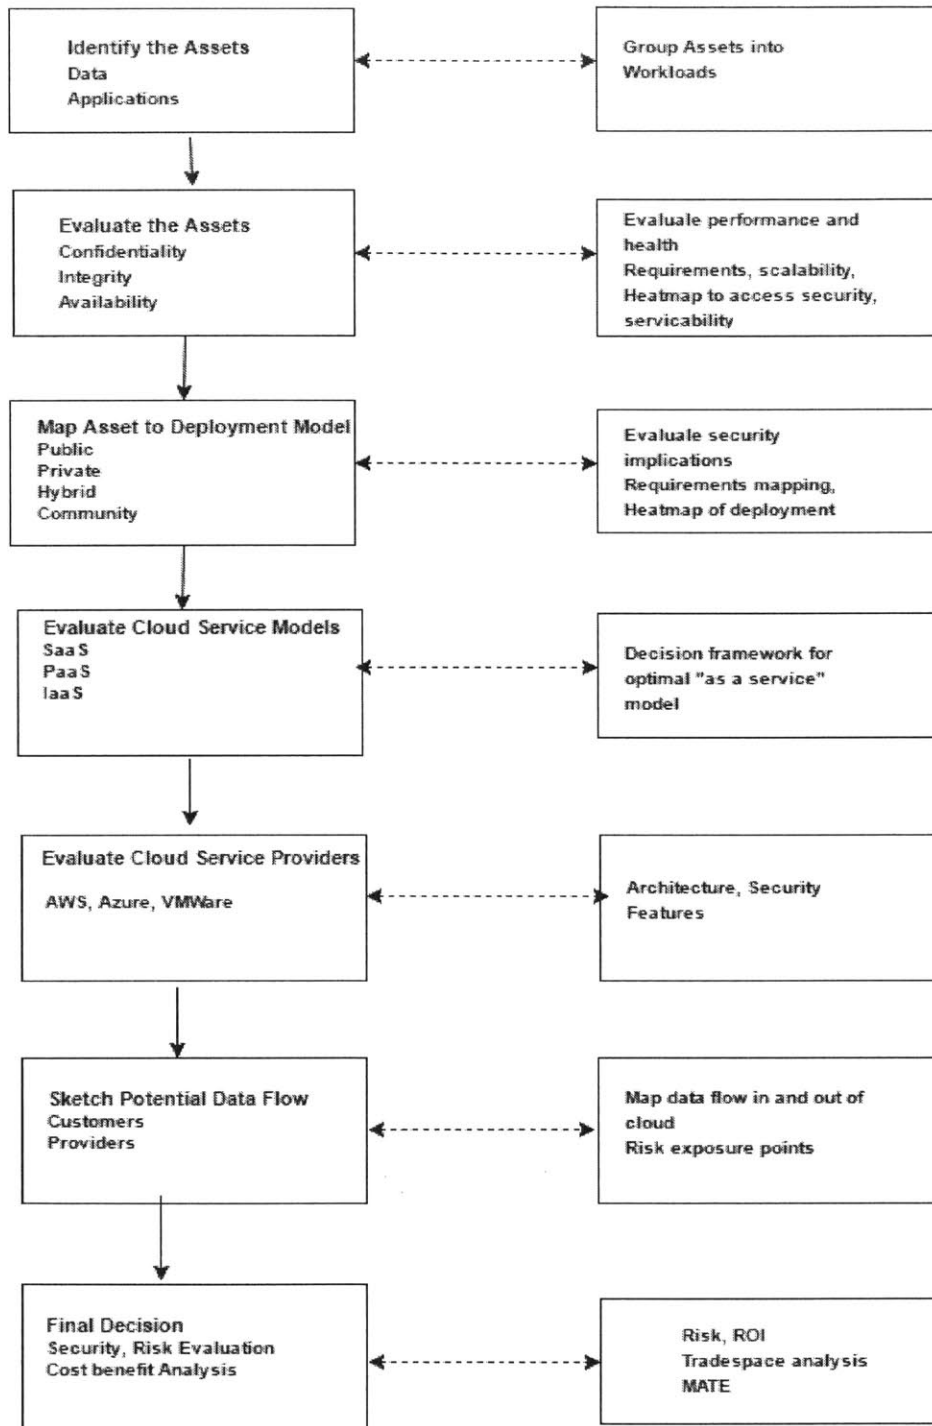 Identify the Assets
Data
Applications
Group Assets into
Workloads
Evaluate the Assets
Confidentiality
Integrity
Availability
Evaluale performance and
health
Requirements, scalability,
Heatmap to access security,
servicability
Map Asset to Deployment Model
Public
Private
Hybrid
Community
Evaluale security
implications
Requirements mapping,
Heatmap of deployment
Evaluate Cloud Service Models
SaaS
PaaS
IaaS
Decision framework for
optimal "as a service"
model
Evaluate Cloud Service Providers
AWS, Azure, VMWare
Architecture, Security
Features
Sketch Potential Data Flow
Customers
Providers
Map data flow in and out of
cloud
Risk exposure points
Final Decision
Security, Risk Evaluation
Cost benefit Analysis
Risk, ROI
Tradespace analysis
MATE